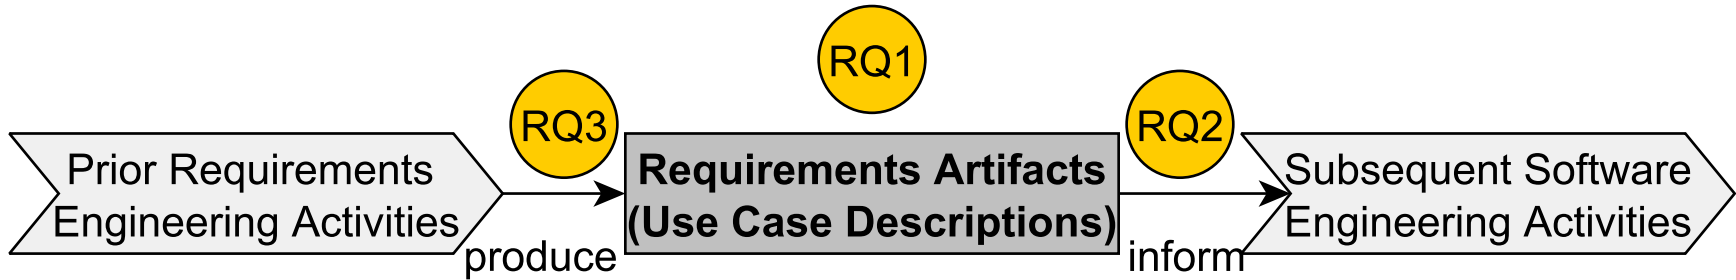 RQ1
RQ3
RQ2
Prior Requirements
Engineering Activities
produce
Requirements Artifacts
(Use Case Descriptions)
inform
Subsequent Software
Engineering Activities